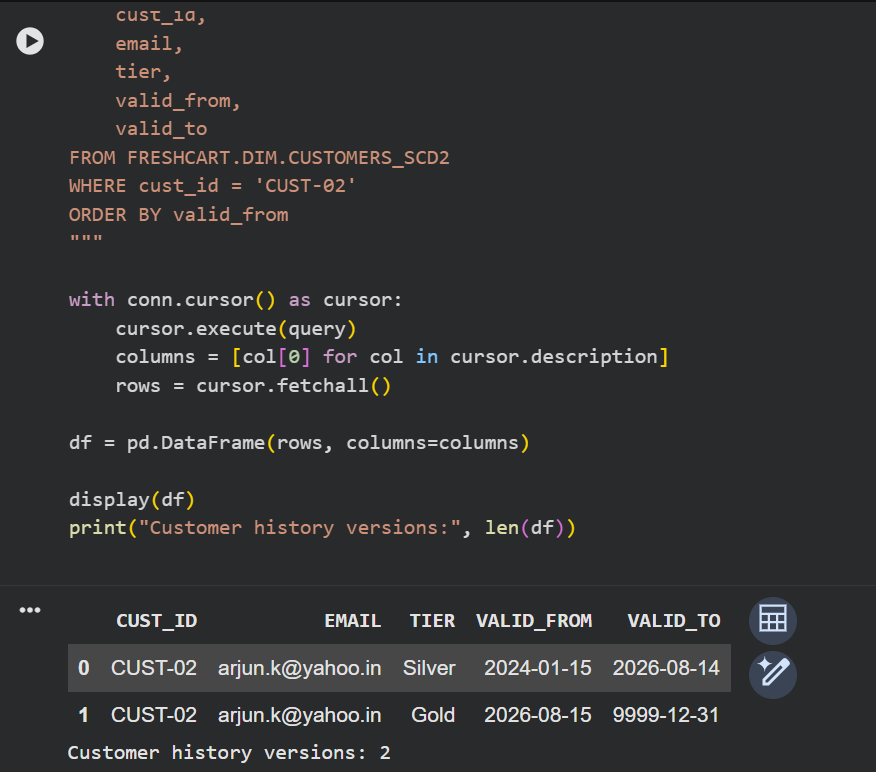 cust_id,
email,
tier,
valid_from,
valid_to
FROM FRESHCART.DIM.CUSTOMERS_SCD2
WHERE cust_id = 'CUST-02'
ORDER BY valid_from
"""
with conn.cursor() as cursor:
cursor.execute(query)
columns = [col[0] for col in cursor.description]
rows = cursor.fetchall()
df = pd.DataFrame(rows, columns=columns)
display(df)
print("Customer history versions:", len(df))
CUST_ID EMAIL TIER VALID_FROM VALID_TO
0 CUST-02 arjun.k@yahoo.in Silver 2024-01-15 2026-08-14
1 CUST-02 arjun.k@yahoo.in Gold 2026-08-15 9999-12-31
Customer history versions: 2